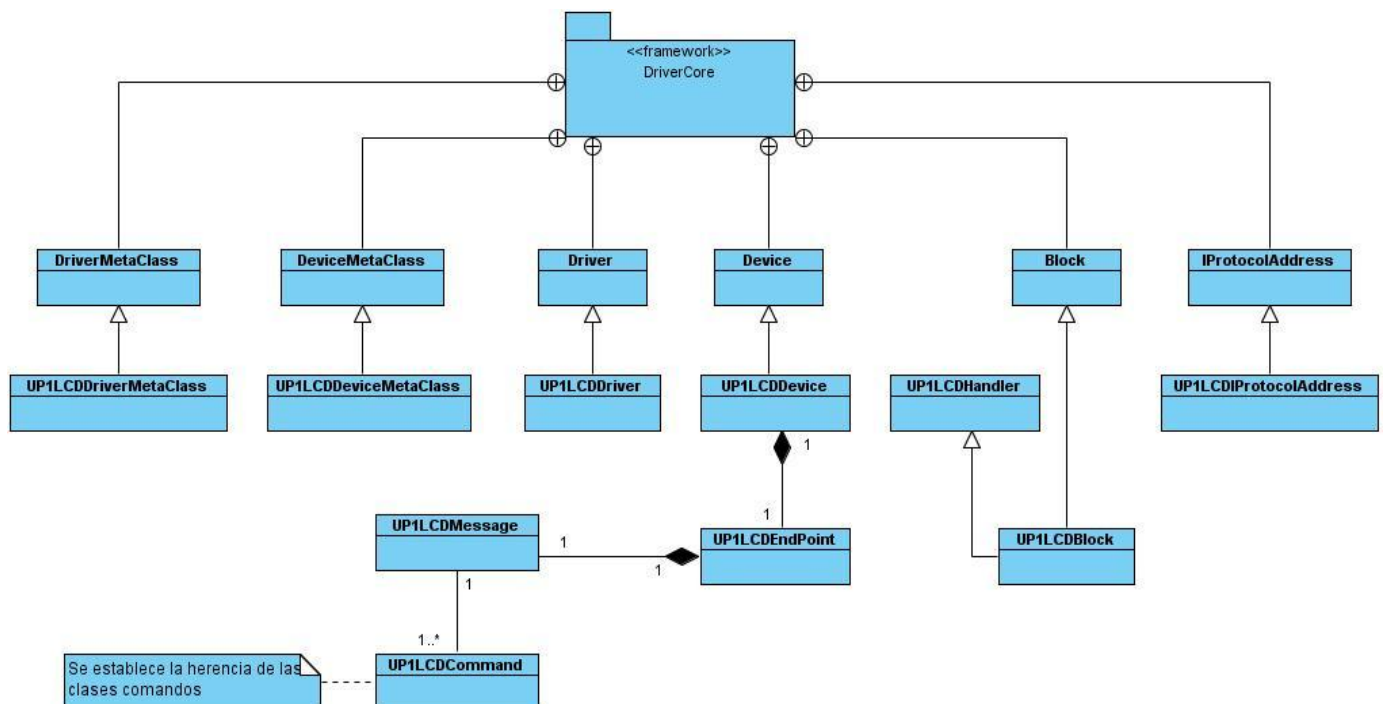 <<framework>>
DriverCore
DriverMetaClass
DeviceMetaClass
Driver
Device
Block
IProtocolAddress
UP1LCDDriverMetaClass
UP1LCDDeviceMetaClass
UP1LCDDriver
UP1LCDDevice
UP1LCDHandler
UP1LCDIProtocolAddress
1
1
UP1LCDMessage
UP1LCDEndPoint
UP1LCDBlock
1
1
1
1..*
Se establece la herencia de las
clases comandos
UP1LCDCommand